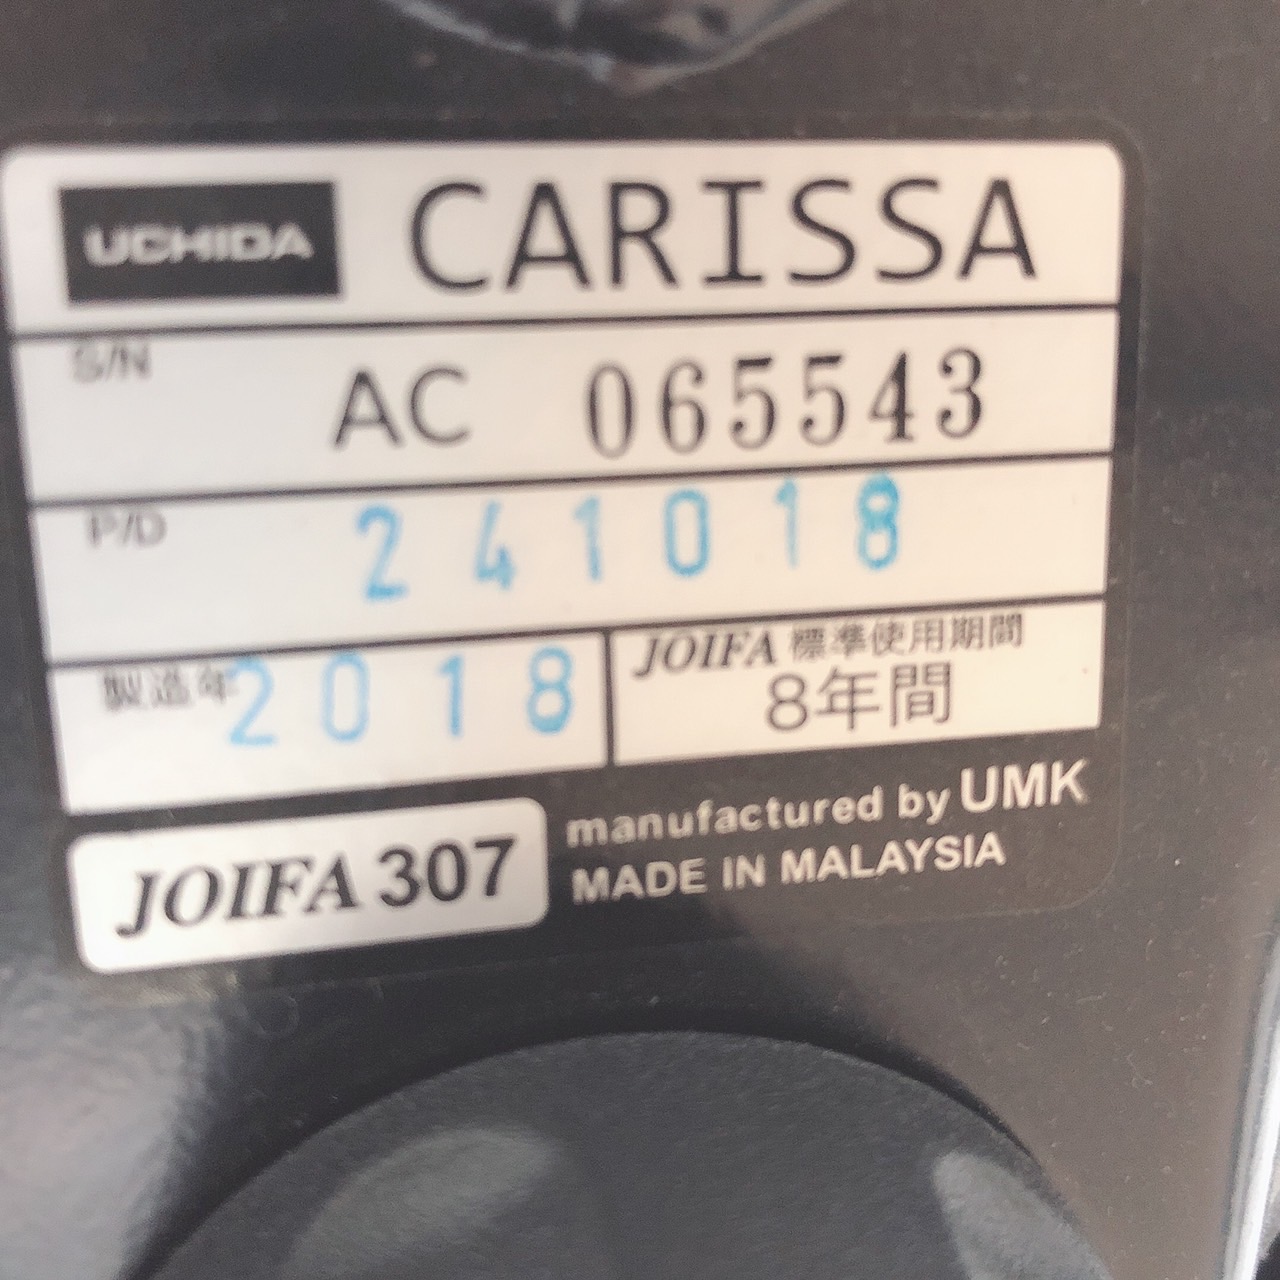 UCHIDA CARISSA
S/N AC 065543
P/D 241018
製造年 2018
JOIFA 標準使用期間
8年間
JOIFA 307
manufactured by UMK
MADE IN MALAYSIA